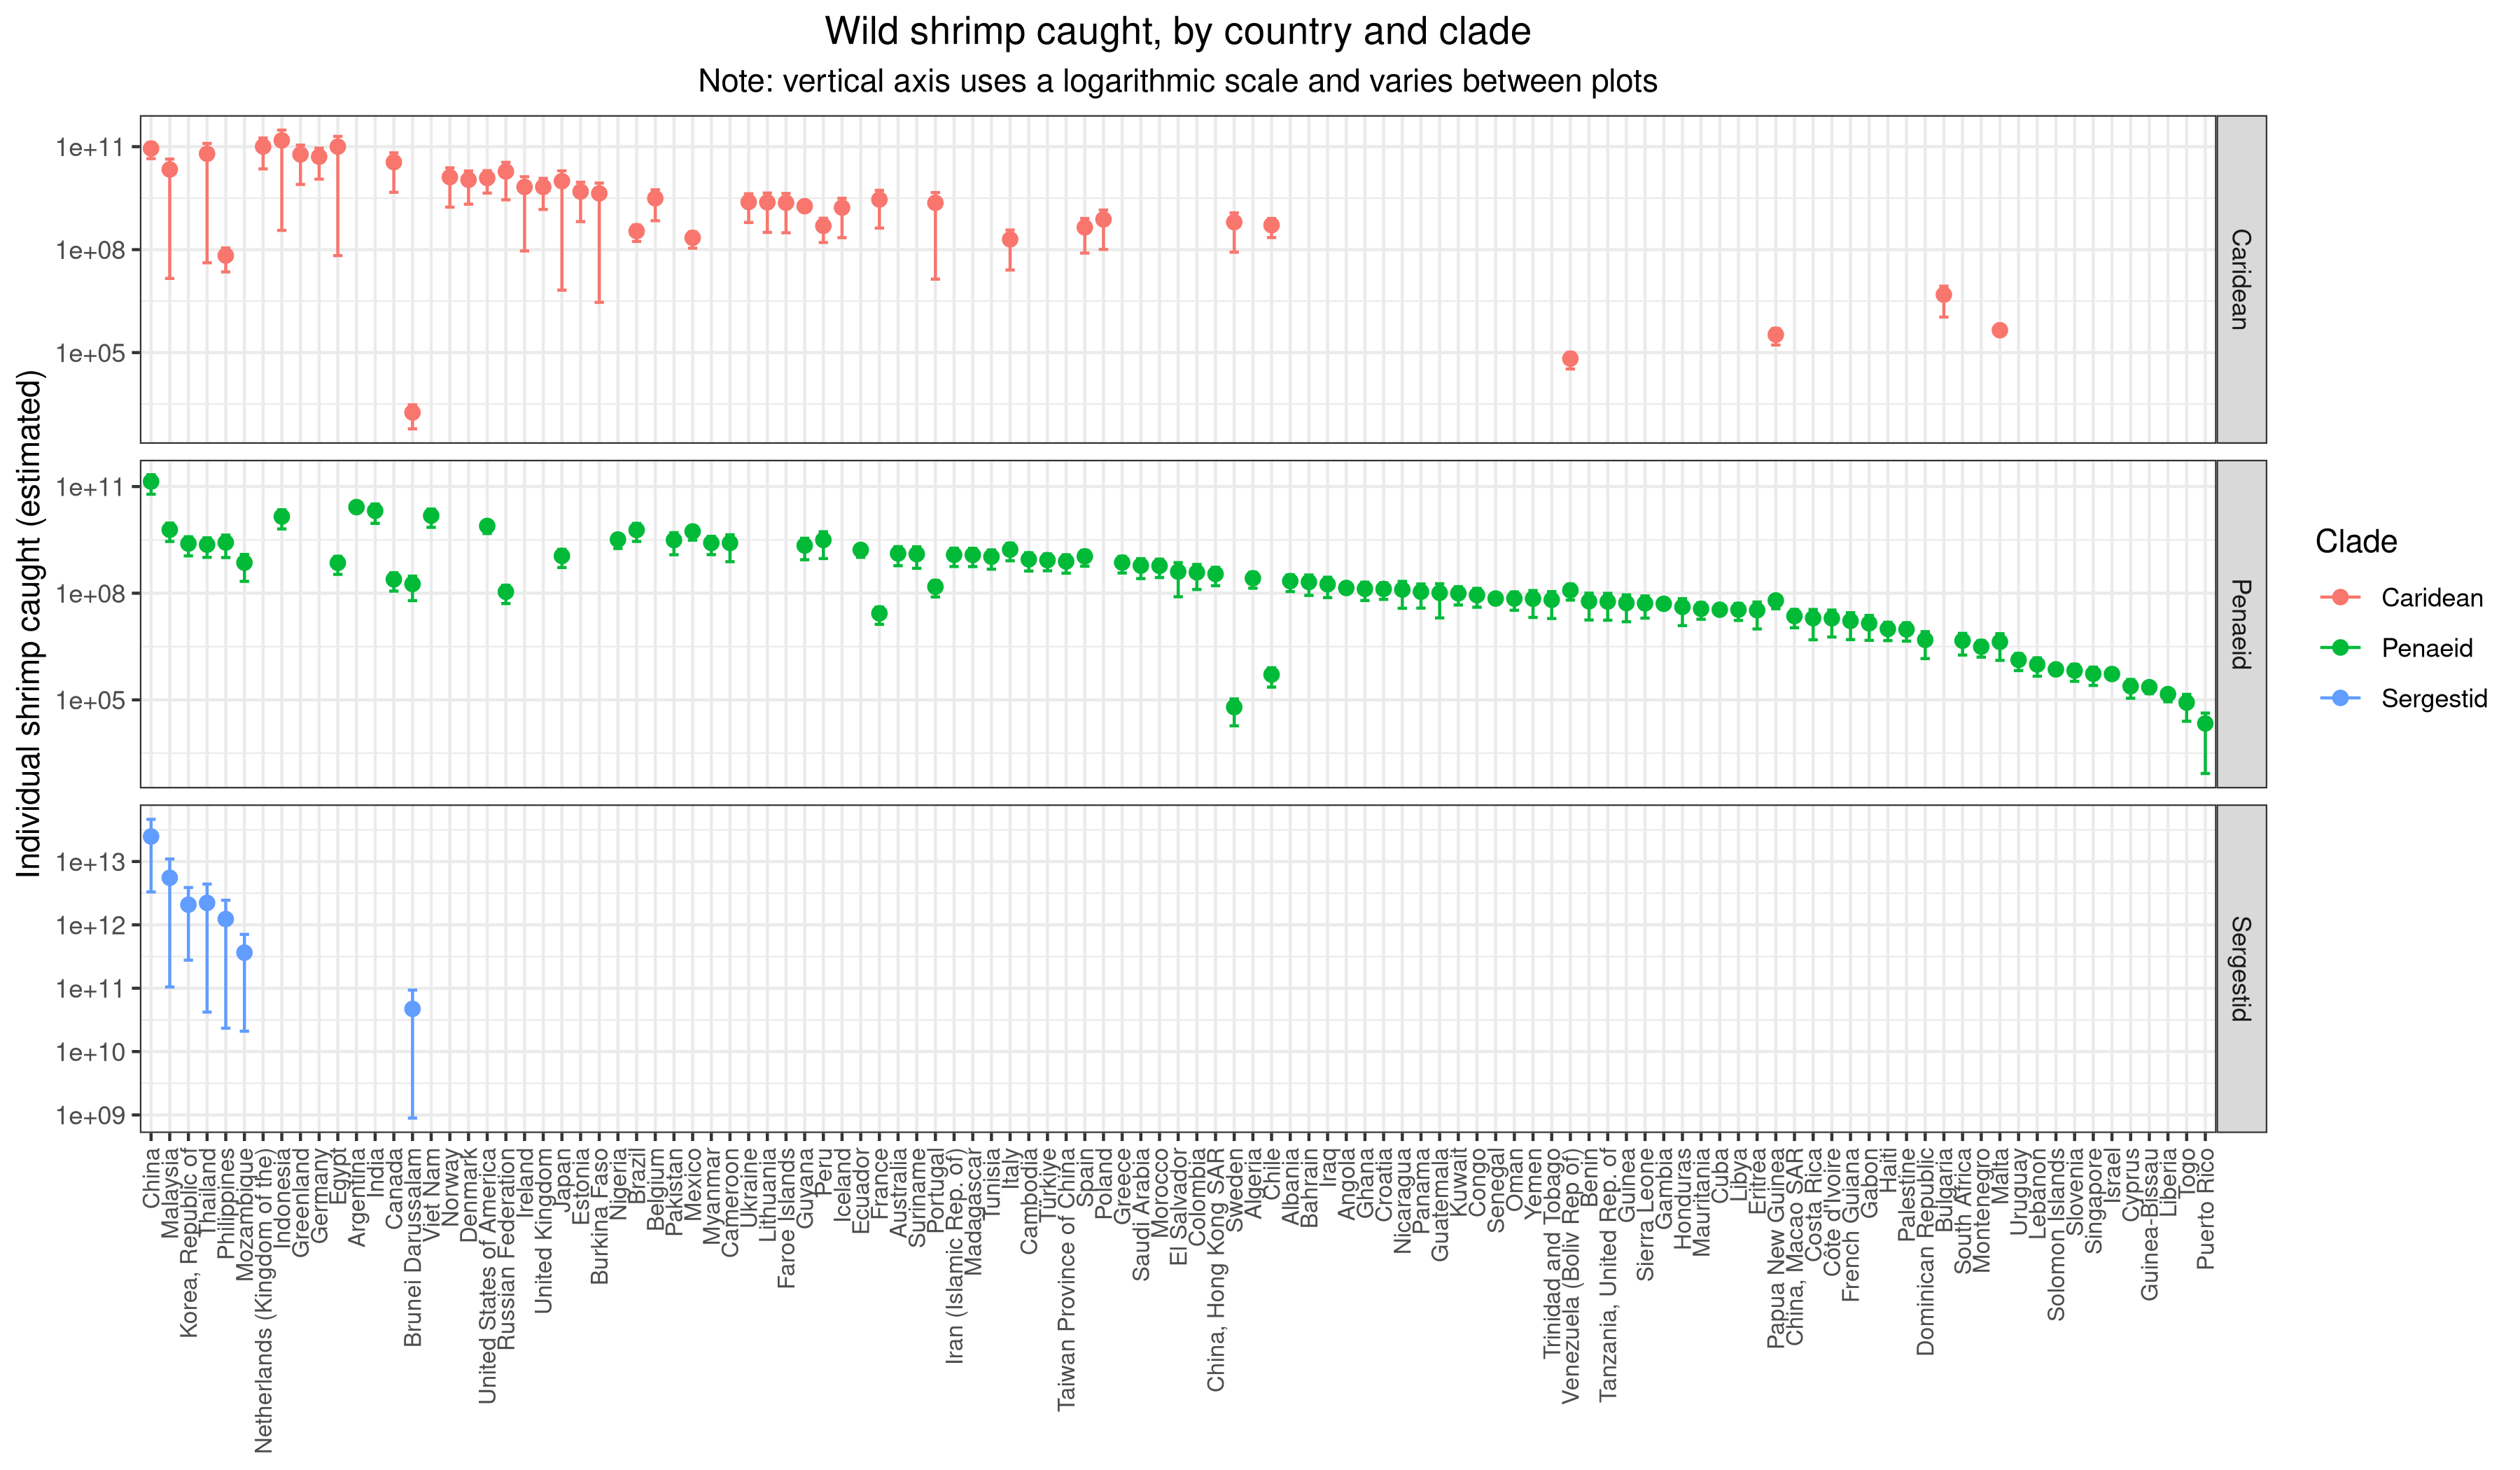 Wild shrimp caught, by country and clade
Note: vertical axis uses a logarithmic scale and varies between plots
Individual shrimp caught (estimated)
1e+11
1e+08
1e+05
Caridean
1e+11
1e+08
1e+05
Penaeid
1e+13
1e+12
1e+11
1e+10
1e+09
Sergestid
China
Malaysia
Korea, Republic of
Thailand
Philippines
Mozambique
Netherlands (Kingdom of the)
Indonesia
Greenland
Germany
Egypt
Argentina
India
Canada
Brunei Darussalam
Viet Nam
Norway
Denmark
United States of America
Russian Federation
Ireland
United Kingdom
Japan
Estonia
Burkina Faso
Nigeria
Brazil
Belgium
Pakistan
Mexico
Myanmar
Cameroon
Ukraine
Lithuania
Faroe Islands
Guyana
Peru
Iceland
Ecuador
France
Australia
Suriname
Portugal
Iran (Islamic Rep. of)
Madagascar
Tunisia
Italy
Cambodia
Türkiye
Taiwan Province of China
Spain
Poland
Greece
Saudi Arabia
Morocco
El Salvador
Colombia
China, Hong Kong SAR
Sweden
Algeria
Chile
Albania
Bahrain
Iraq
Angola
Ghana
Croatia
Nicaragua
Panama
Guatemala
Kuwait
Congo
Senegal
Oman
Yemen
Trinidad and Tobago
Venezuela (Boliv Rep of)
Benin
Tanzania, United Rep. of
Guinea
Sierra Leone
Gambia
Honduras
Mauritania
Cuba
Libya
Eritrea
Papua New Guinea
China, Macao SAR
Costa Rica
Côte d'Ivoire
French Guiana
Gabon
Haiti
Palestine
Dominican Republic
Bulgaria
South Africa
Montenegro
Malta
Uruguay
Lebanon
Solomon Islands
Slovenia
Singapore
Israel
Cyprus
Guinea-Bissau
Liberia
Togo
Puerto Rico
Clade
Caridean
Penaeid
Sergestid